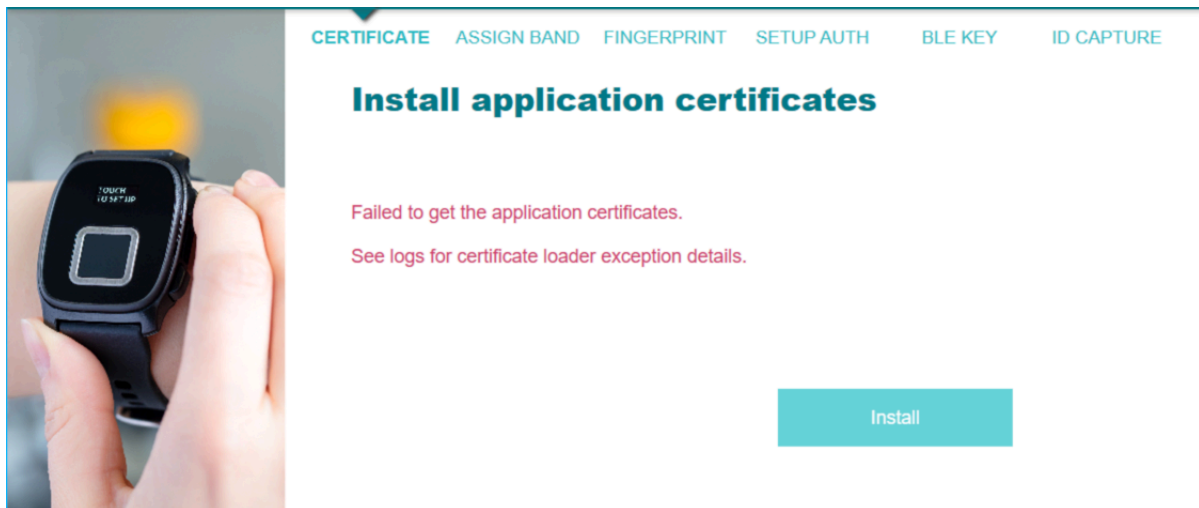 CERTIFICATE ASSIGN BAND FINGERPRINT SETUP AUTH BLE KEY ID CAPTURE
Install application certificates
TOUCH
TO SETUP
Failed to get the application certificates.
See logs for certificate loader exception details.
Install